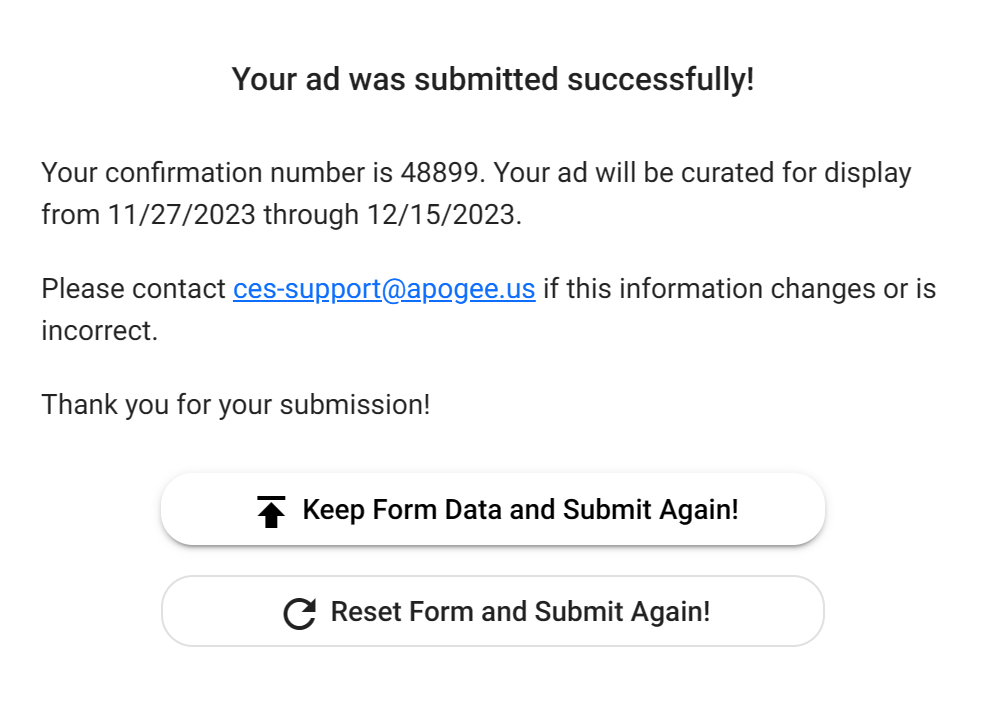 Your ad was submitted successfully!
Your confirmation number is 48899. Your ad will be curated for display
from 11/27/2023 through 12/15/2023.
Please contact ces-support@apogee.us if this information changes or is
incorrect.
Thank you for your submission!
Keep Form Data and Submit Again!
Reset Form and Submit Again!